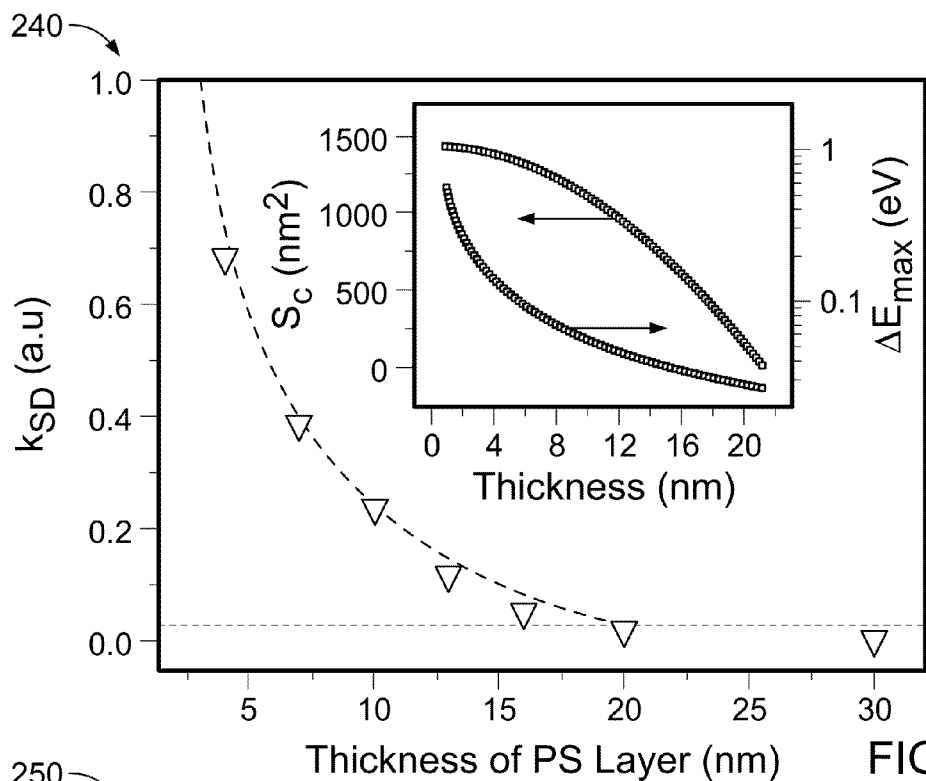 240
1.0
0.8
0.6
0.4
0.2
0.0
k_SD (a.u)
1500
1000
500
0
S_c (nm²)
1
0.1
ΔE_max (eV)
0 4 8 12 16 20
Thickness (nm)
5 10 15 20 25 30
Thickness of PS Layer (nm)
FIG
250